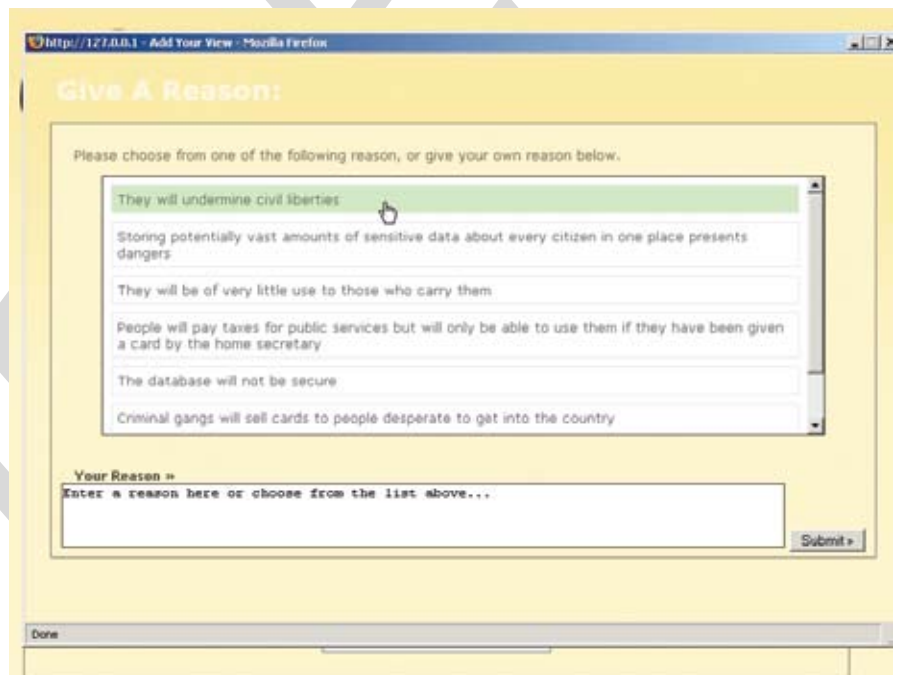 http://127.0.0.1 - Add Your View - Mozilla Firefox
Give A Reason:
Please choose from one of the following reason, or give your own reason below.
They will undermine civil liberties
Storing potentially vast amounts of sensitive data about every citizen in one place presents
dangers
They will be of very little use to those who carry them
People will pay taxes for public services but will only be able to use them if they have been given
a card by the home secretary
The database will not be secure
Criminal gangs will sell cards to people desperate to get into the country
Your Reason »
Enter a reason here or choose from the list above...
Submit »
Done